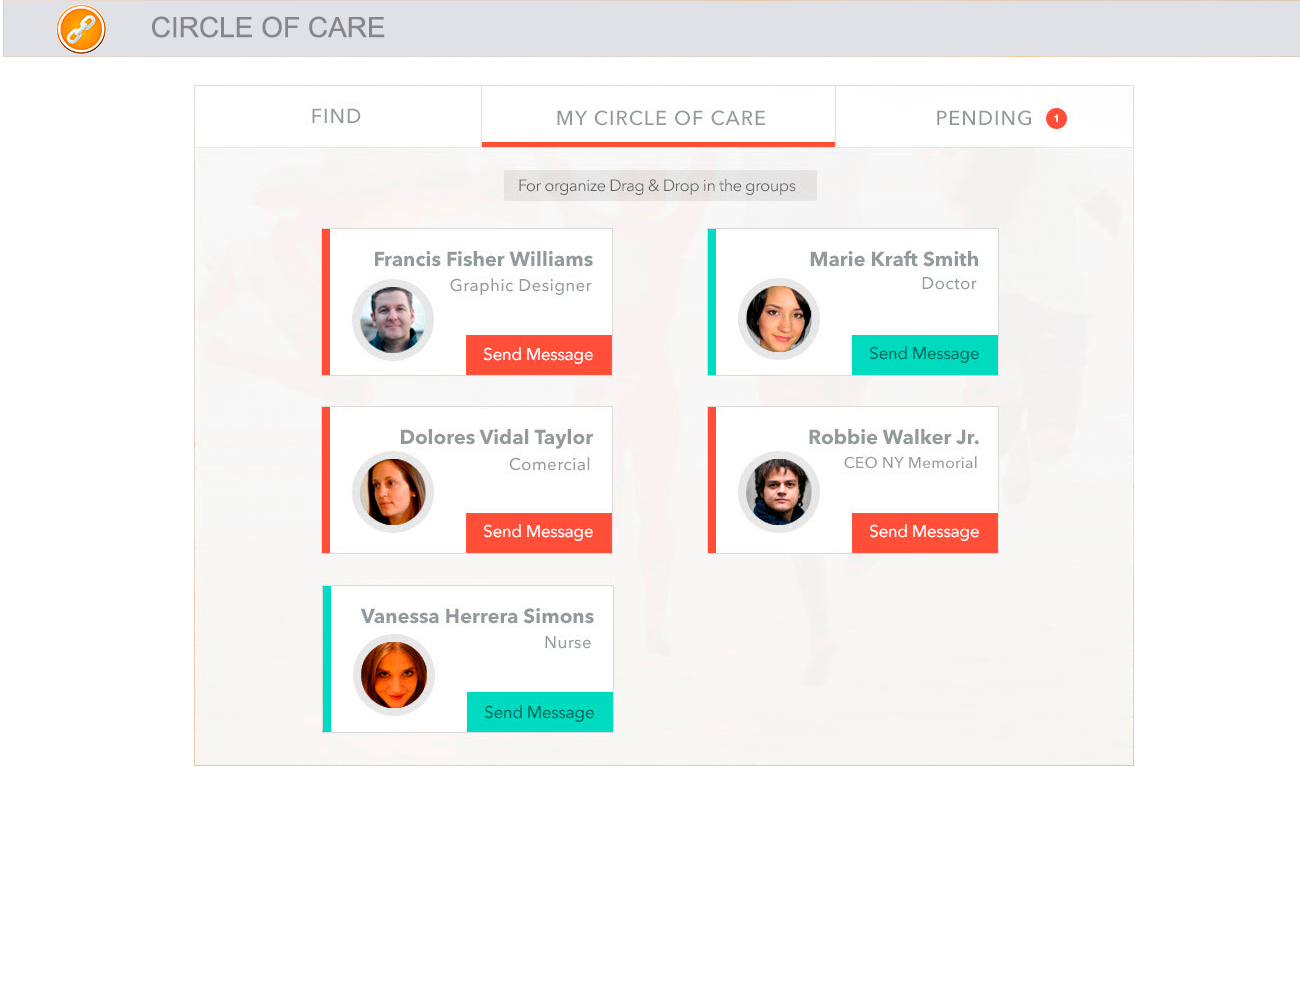 CIRCLE OF CARE
FIND
MY CIRCLE OF CARE
PENDING 1
For organize Drag & Drop in the groups
Francis Fisher Williams
Graphic Designer
Send Message
Marie Kraft Smith
Doctor
Send Message
Dolores Vidal Taylor
Comercial
Send Message
Robbie Walker Jr.
CEO NY Memorial
Send Message
Vanessa Herrera Simons
Nurse
Send Message